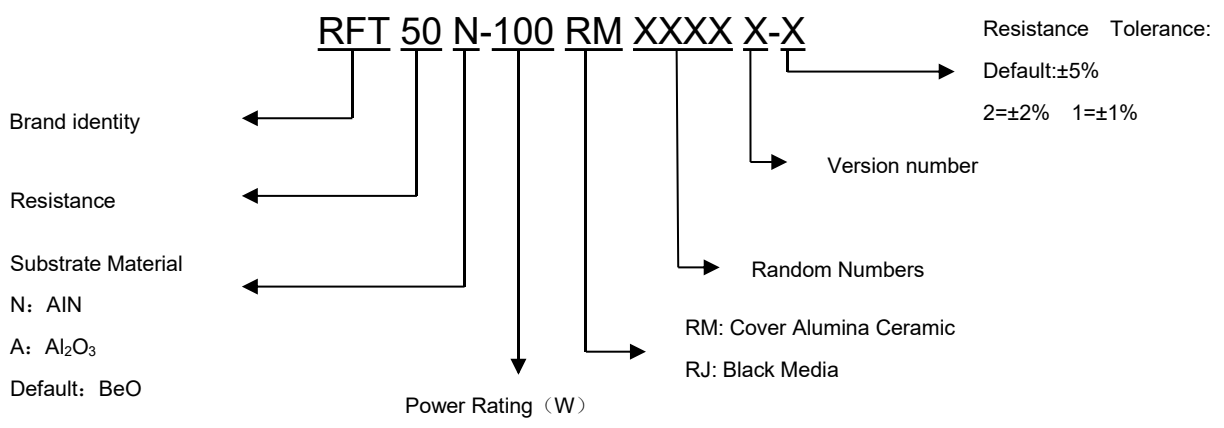 RFT 50 N-100 RM XXXX X-X
Resistance Tolerance:
Default:±5%
2=±2% 1=±1%
Brand identity
Version number
Resistance
Substrate Material
N：AIN
A：Al₂O₃
Default：BeO
Random Numbers
RM: Cover Alumina Ceramic
RJ: Black Media
Power Rating（W）